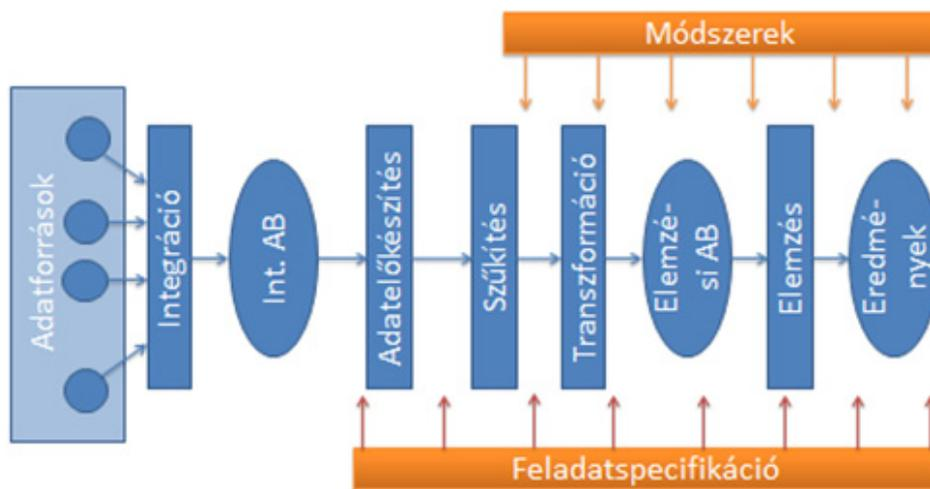 Módszerek
Adatforrások
Integráció
Int. AB
Adatelőkészítés
Szűkítés
Transzformáció
Elemzé-
si AB
Elemzés
Eredmé-
nyek
Feladatspecifikáció